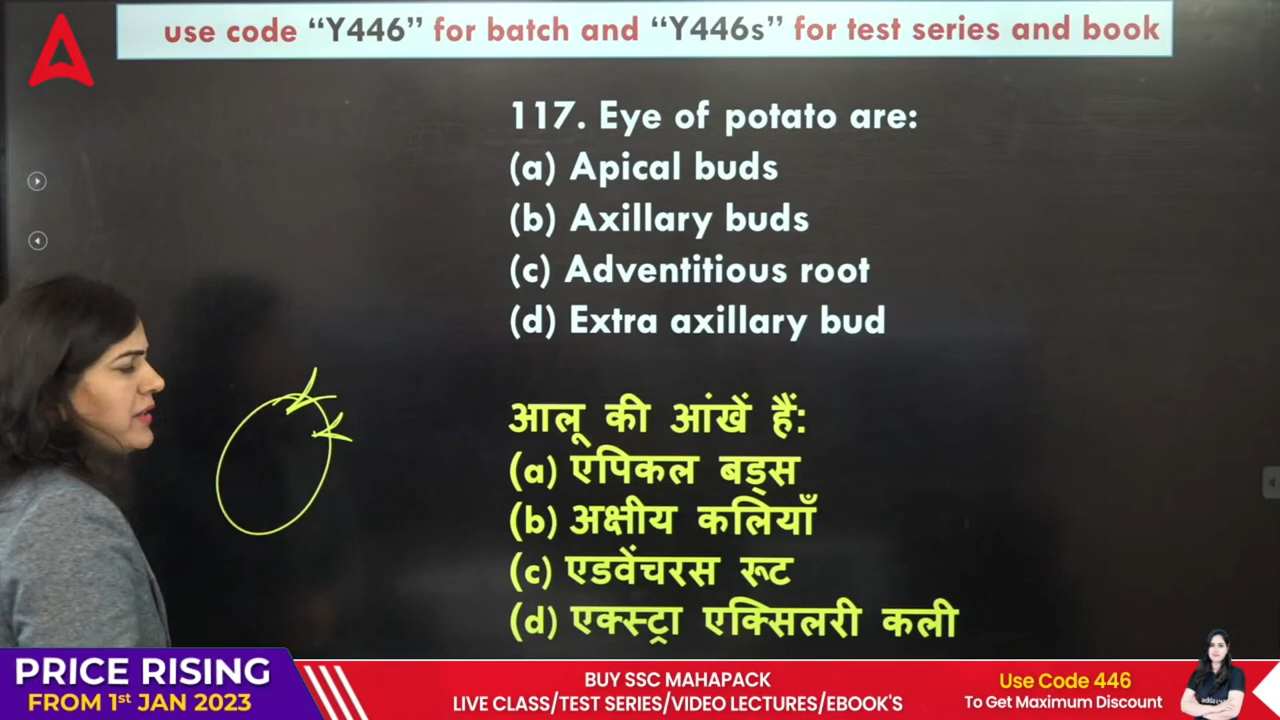 use code “Y446” for batch and “Y446s” for test series and book
117. Eye of potato are:
(a) Apical buds
(b) Axillary buds
(c) Adventitious root
(d) Extra axillary bud
आलू की आंखें हैं:
(a) एपिकल बड्स
(b) अक्षीय कलियाँ
(c) एडवेंचरस रूट
(d) एक्स्ट्रा एक्सिलरी कली
PRICE RISING
FROM 1st JAN 2023
BUY SSC MAHAPACK
LIVE CLASS/TEST SERIES/VIDEO LECTURES/EBOOK'S
Use Code 446
To Get Maximum Discount